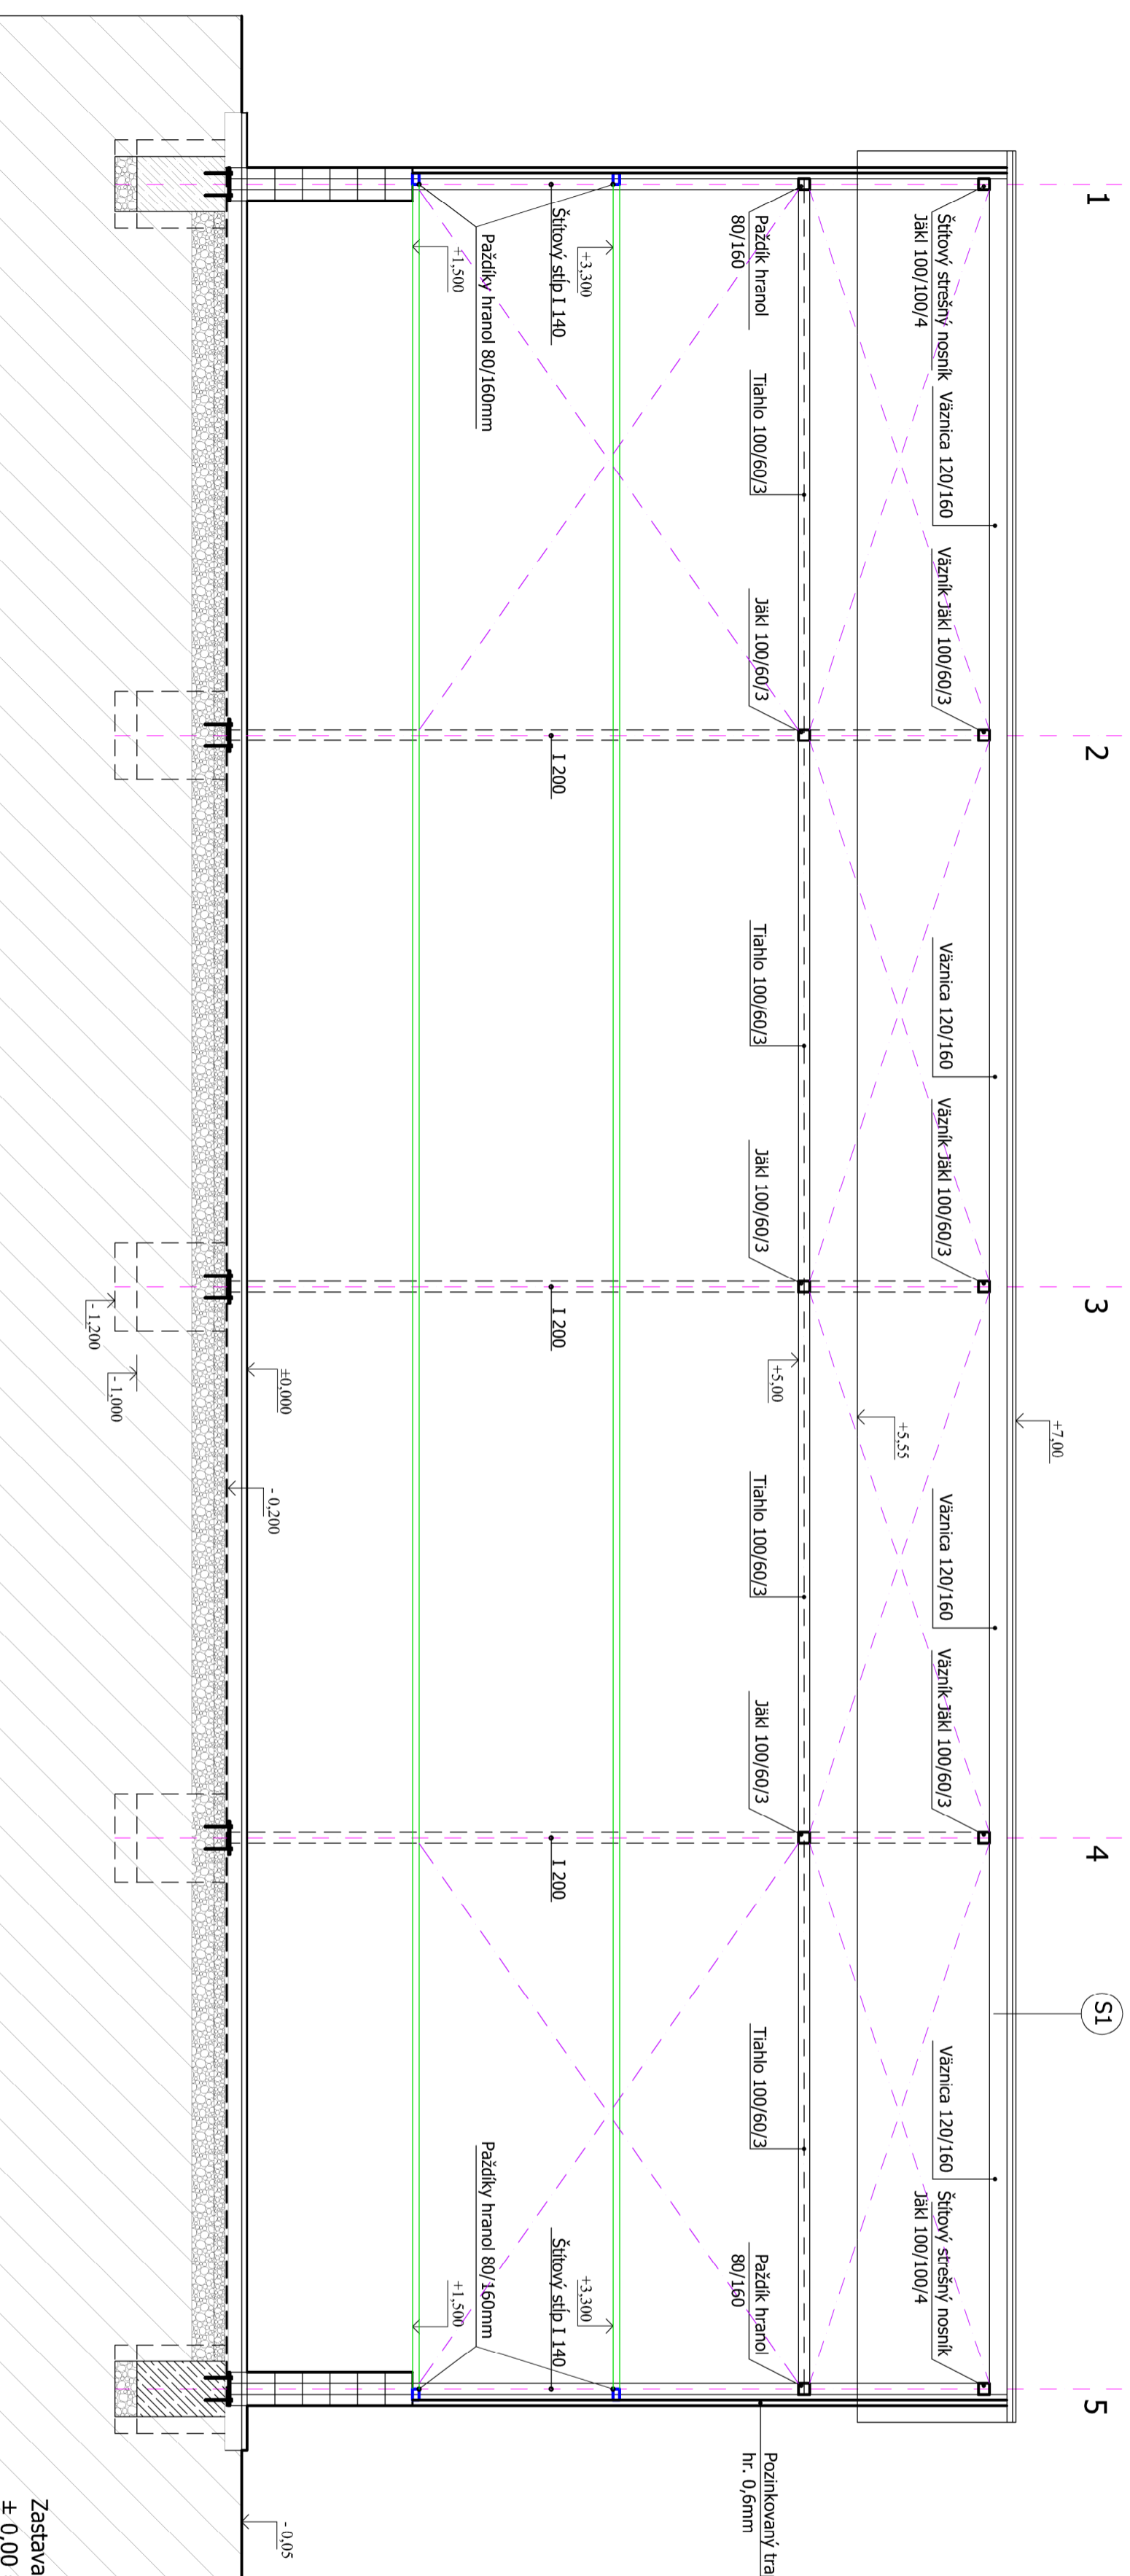 1
2
3
4
5
S1
+7,00
+5,55
+5,00
Štítový strešný nosník
Jäkl 100/100/4
Väznica 120/160
Väzník Jäkl 100/60/3
Väznica 120/160
Väzník Jäkl 100/60/3
Väznica 120/160
Väzník Jäkl 100/60/3
Väznica 120/160
Štítový strešný nosník
Jäkl 100/100/4
Paždík hranol
80/160
Tiahlo 100/60/3
Jäkl 100/60/3
Tiahlo 100/60/3
Jäkl 100/60/3
Tiahlo 100/60/3
Jäkl 100/60/3
Tiahlo 100/60/3
Paždík hranol
80/160
Pozinkovaný tra
hr. 0,6mm
+3,300
Štítový stĺp I 140
I 200
I 200
I 200
+3,300
Štítový stĺp I 140
Paždíky hranol 80/160mm
+1,500
Paždíky hranol 80/160mm
+1,500
±0,000
- 0,200
- 0,05
- 1,000
- 1,200
Zastava
± 0,00